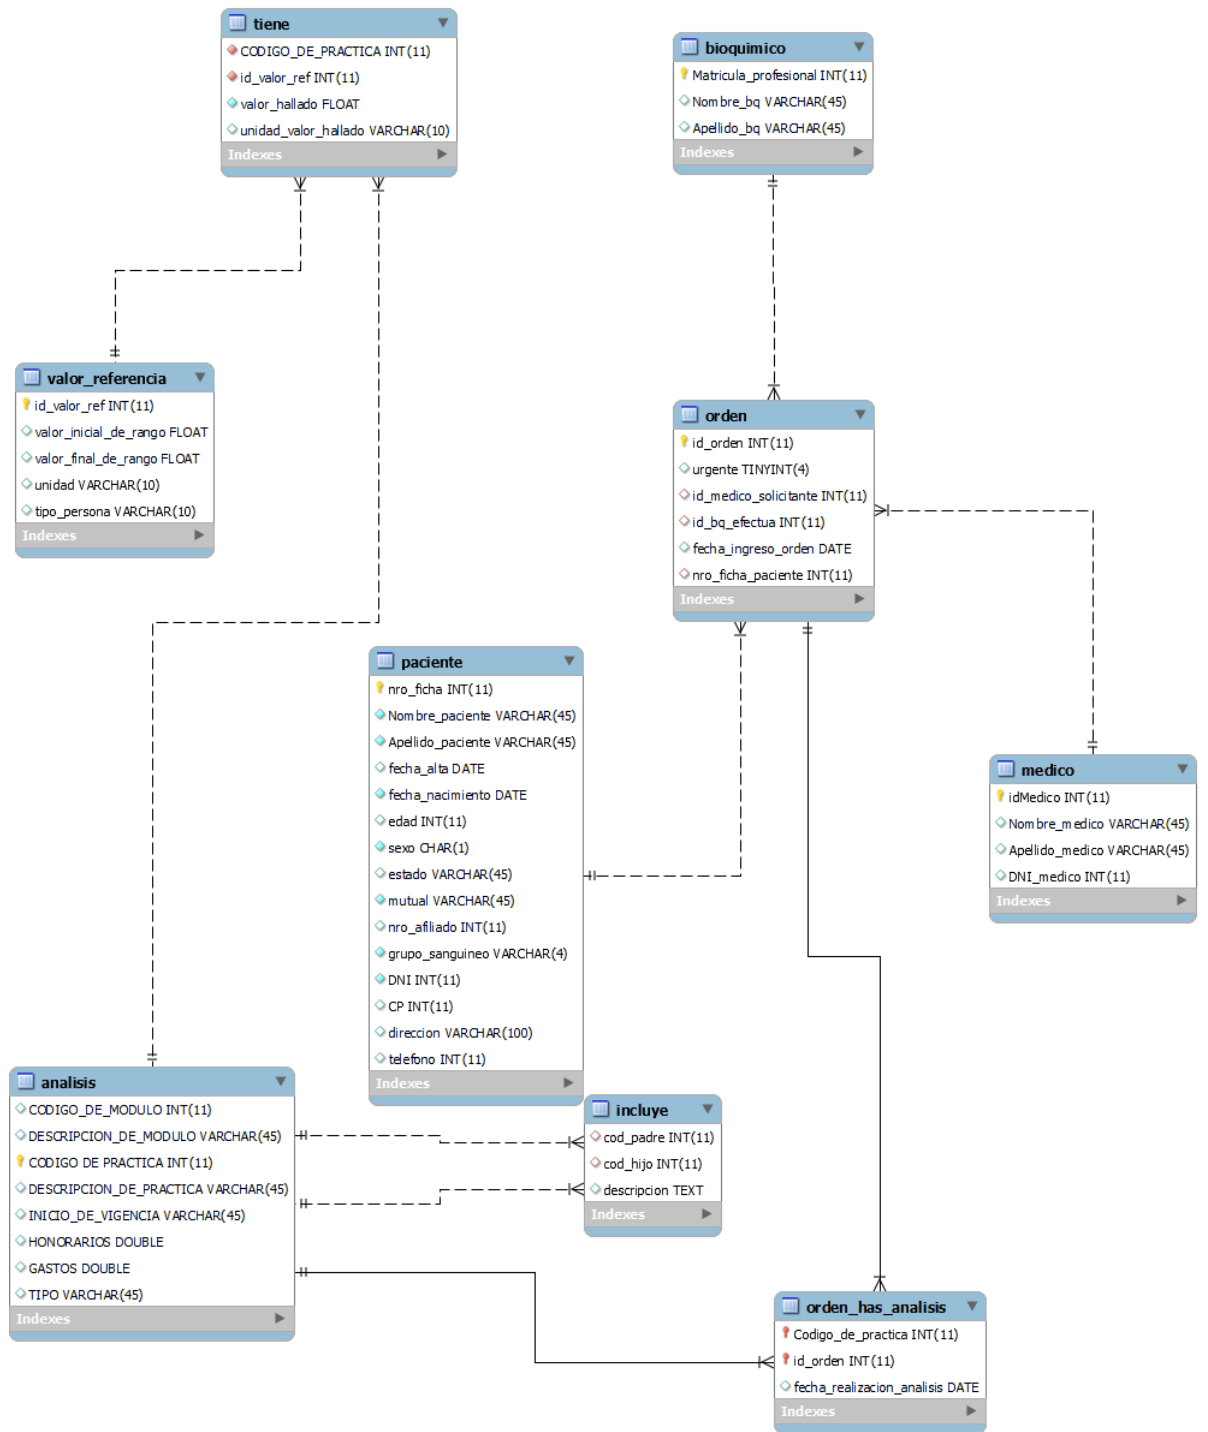 tiene
CODIGO_DE_PRACTICA INT(11)
id_valor_ref INT(11)
valor_hallado FLOAT
unidad_valor_hallado VARCHAR(10)
Indexes
bioquimico
Matricula_profesional INT(11)
Nombre_bq VARCHAR(45)
Apellido_bq VARCHAR(45)
Indexes
valor_referencia
id_valor_ref INT(11)
valor_inicial_de_rango FLOAT
valor_final_de_rango FLOAT
unidad VARCHAR(10)
tipo_persona VARCHAR(10)
Indexes
orden
id_orden INT(11)
urgente TINYINT(4)
id_medico_solicitante INT(11)
id_bq_efectua INT(11)
fecha_ingreso_orden DATE
nro_ficha_paciente INT(11)
Indexes
paciente
nro_ficha INT(11)
Nombre_paciente VARCHAR(45)
Apellido_paciente VARCHAR(45)
fecha_alta DATE
fecha_nacimiento DATE
edad INT(11)
sexo CHAR(1)
estado VARCHAR(45)
mutual VARCHAR(45)
nro_afiliado INT(11)
grupo_sanguineo VARCHAR(4)
DNI INT(11)
CP INT(11)
direccion VARCHAR(100)
telefono INT(11)
Indexes
medico
idMedico INT(11)
Nombre_medico VARCHAR(45)
Apellido_medico VARCHAR(45)
DNI_medico INT(11)
Indexes
analisis
CODIGO_DE_MODULO INT(11)
DESCRIPCION_DE_MODULO VARCHAR(45)
CODIGO DE PRACTICA INT(11)
DESCRIPCION_DE_PRACTICA VARCHAR(45)
INICIO_DE_VIGENCIA VARCHAR(45)
HONORARIOS DOUBLE
GASTOS DOUBLE
TIPO VARCHAR(45)
Indexes
incluye
cod_padre INT(11)
cod_hijo INT(11)
descripcion TEXT
Indexes
orden_has_analisis
Codigo_de_practica INT(11)
id_orden INT(11)
fecha_realizacion_analisis DATE
Indexes